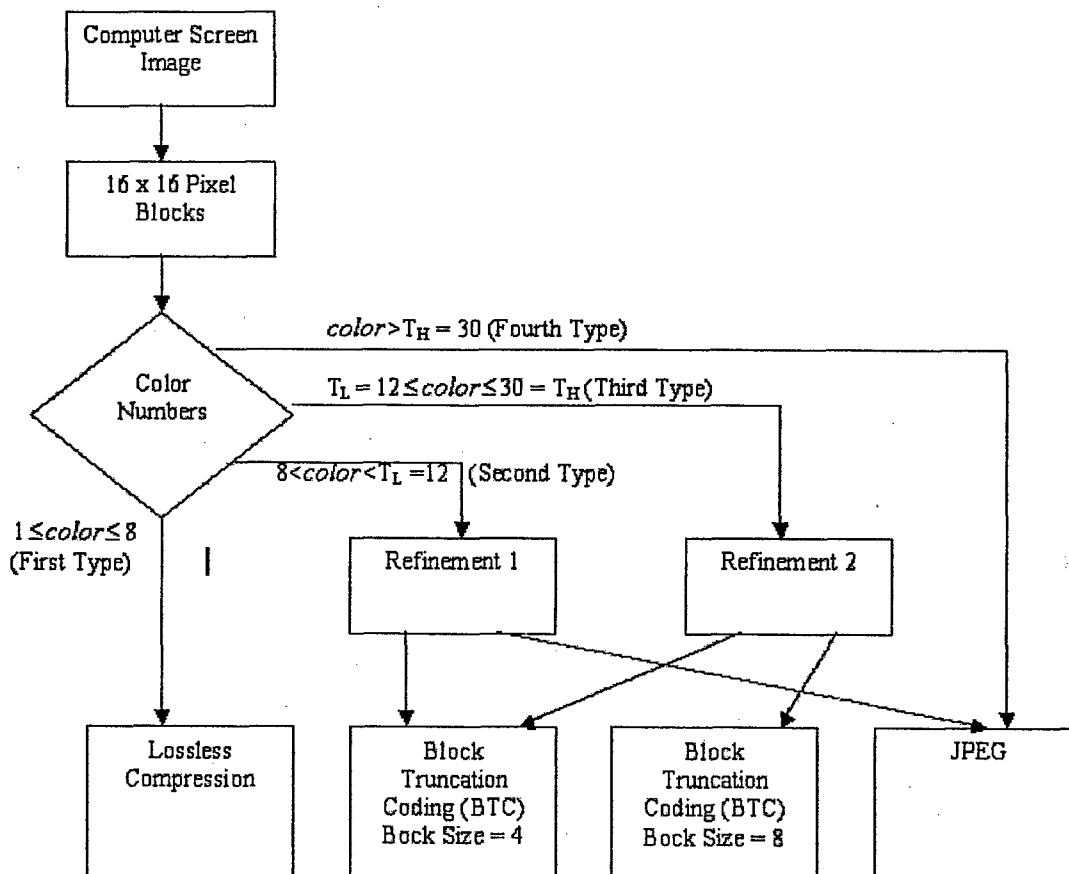 Computer Screen
Image
16 x 16 Pixel
Blocks
color>T_H = 30 (Fourth Type)
Color
Numbers
T_L = 12≤color≤30 = T_H (Third Type)
8<color<T_L =12 (Second Type)
1≤color≤8
(First Type)
Refinement 1
Refinement 2
Lossless
Compression
Block
Truncation
Coding (BTC)
Bock Size = 4
Block
Truncation
Coding (BTC)
Bock Size = 8
JPEG